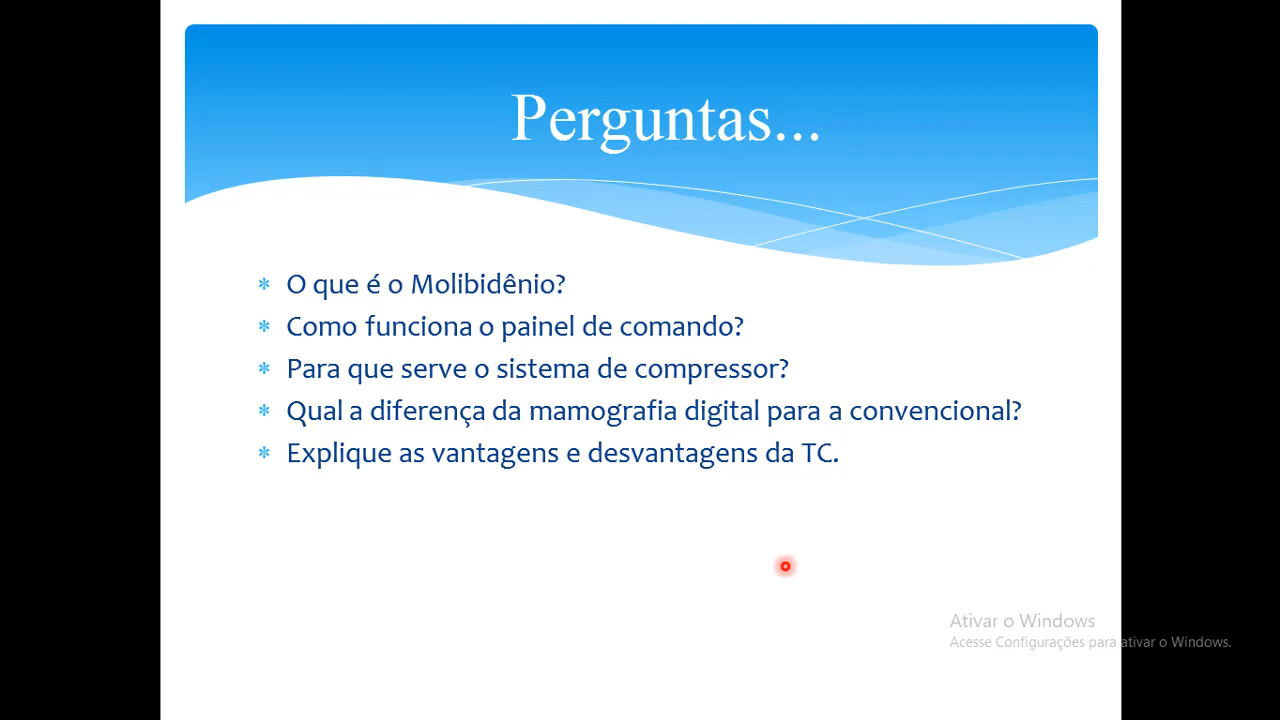 Perguntas...
* O que é o Molibidênio?
* Como funciona o painel de comando?
* Para que serve o sistema de compressor?
* Qual a diferença da mamografia digital para a convencional?
* Explique as vantagens e desvantagens da TC.
Ativar o Windows
Acesse Configurações para ativar o Windows.